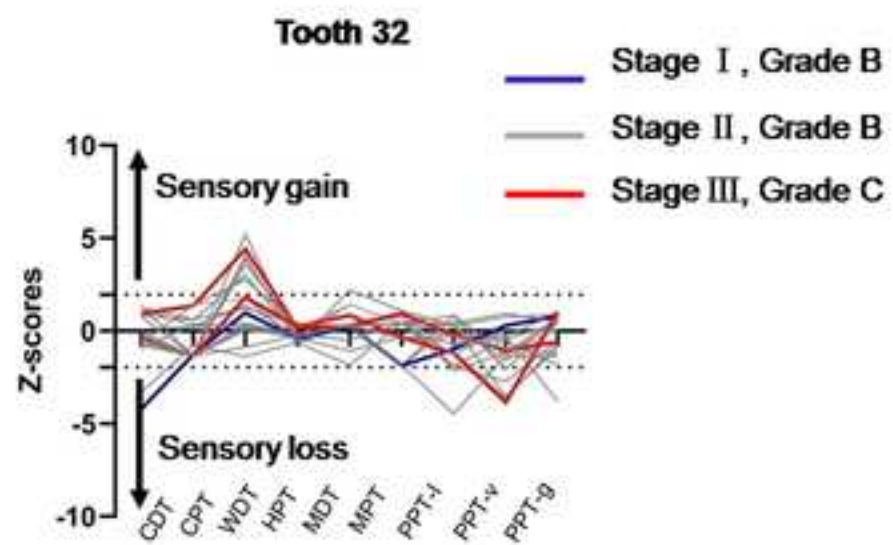 Tooth 32
Stage Ⅰ, Grade B
Stage Ⅱ, Grade B
Stage Ⅲ, Grade C
10
Sensory gain
5
0
Z-scores
-5
Sensory loss
-10
CDT
CPT
WDT
HPT
MDT
MPT
PPT-l
PPT-v
PPT-g